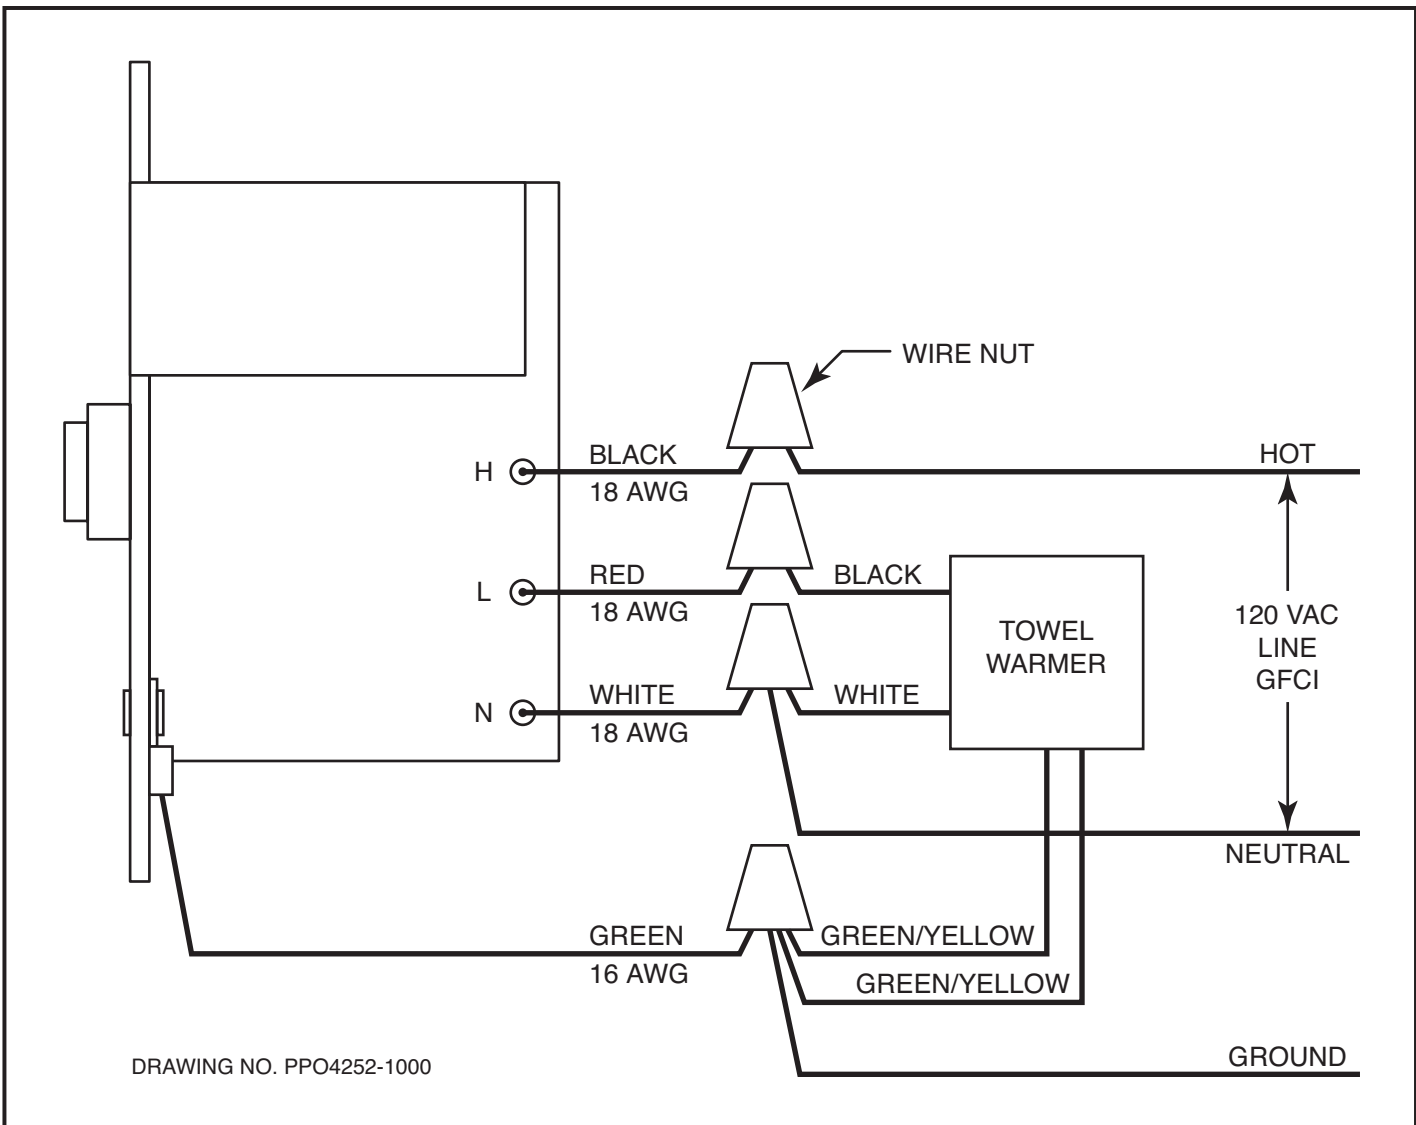 WIRE NUT
H
BLACK
18 AWG
HOT
L
RED
18 AWG
BLACK
TOWEL
WARMER
120 VAC
LINE
GFCI
N
WHITE
18 AWG
WHITE
NEUTRAL
GREEN
16 AWG
GREEN/YELLOW
GREEN/YELLOW
GROUND
DRAWING NO. PPO4252-1000